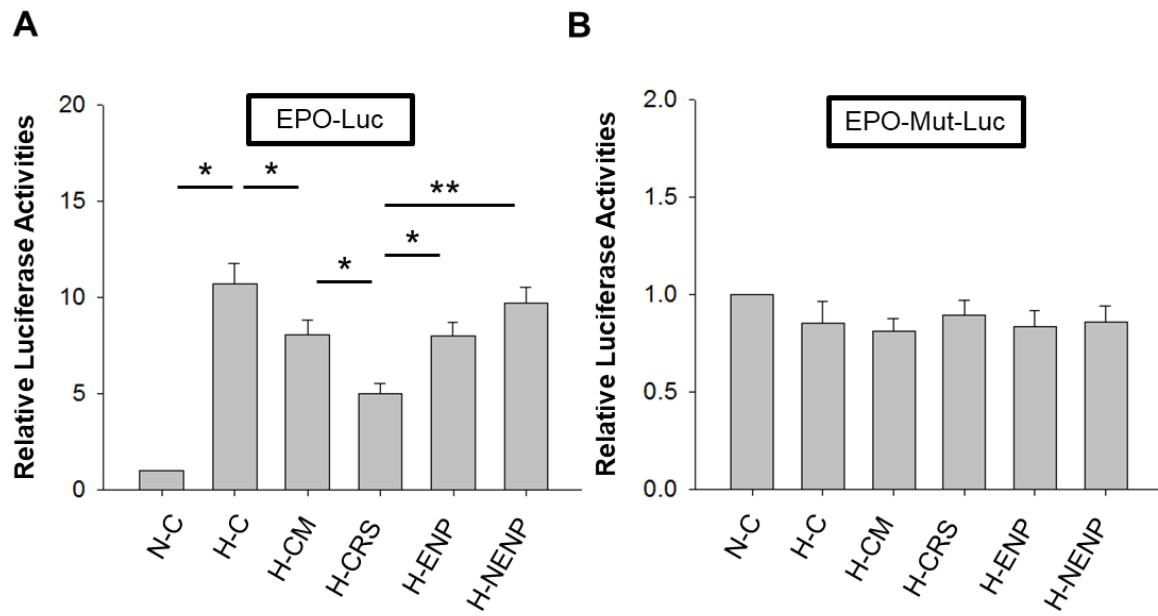 A
B
EPO-Luc
EPO-Mut-Luc
Relative Luciferase Activities
20
15
10
5
0
*
*
*
*
**
N-C
H-C
H-CM
H-CRS
H-ENP
H-NENP
Relative Luciferase Activities
2.0
1.5
1.0
0.5
0.0
N-C
H-C
H-CM
H-CRS
H-ENP
H-NENP